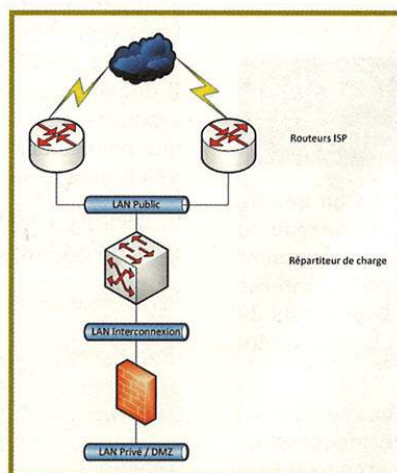 Routeurs ISP
LAN Public
Répartiteur de charge
LAN Interconnexion
LAN Privé / DMZ